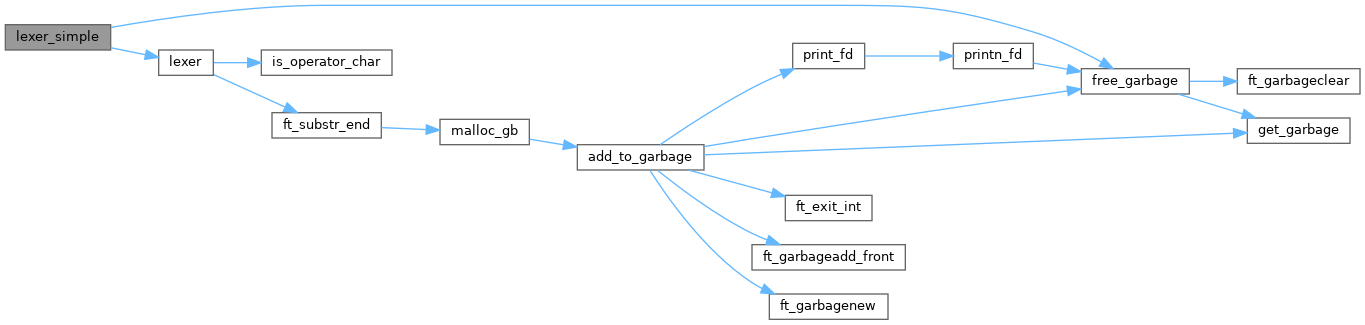 lexer_simple
lexer
is_operator_char
ft_substr_end
malloc_gb
add_to_garbage
print_fd
printn_fd
free_garbage
ft_garbageclear
get_garbage
ft_exit_int
ft_garbageadd_front
ft_garbagenew